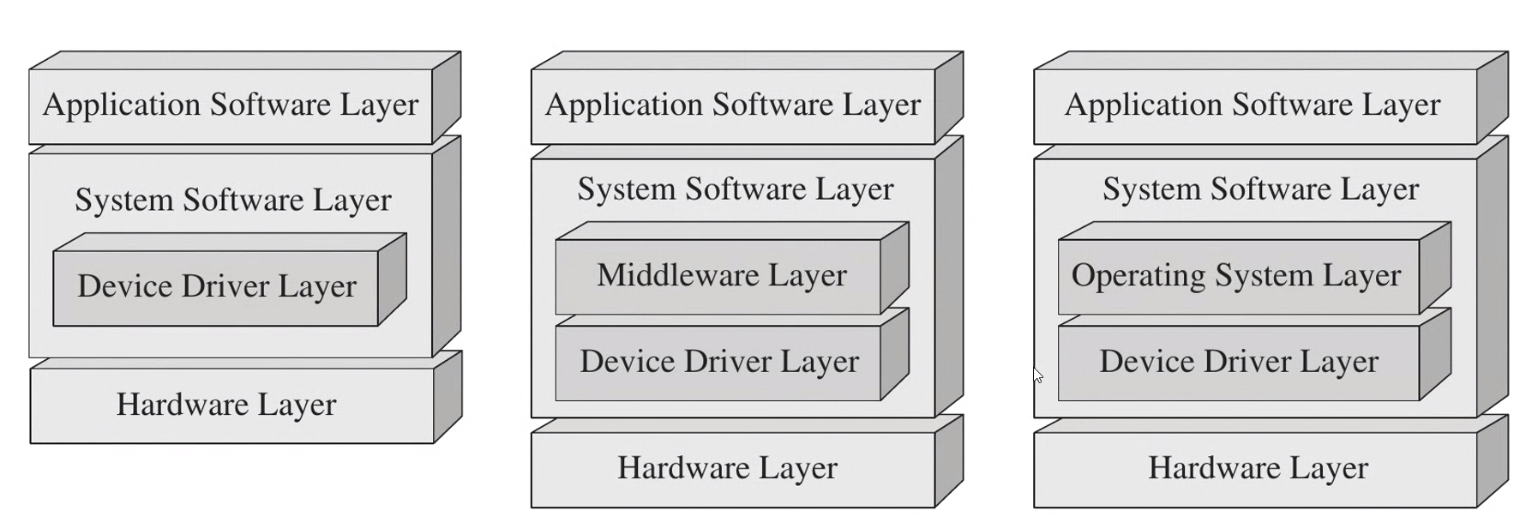 Application Software Layer
System Software Layer
Device Driver Layer
Hardware Layer
Application Software Layer
System Software Layer
Middleware Layer
Device Driver Layer
Hardware Layer
Application Software Layer
System Software Layer
Operating System Layer
Device Driver Layer
Hardware Layer